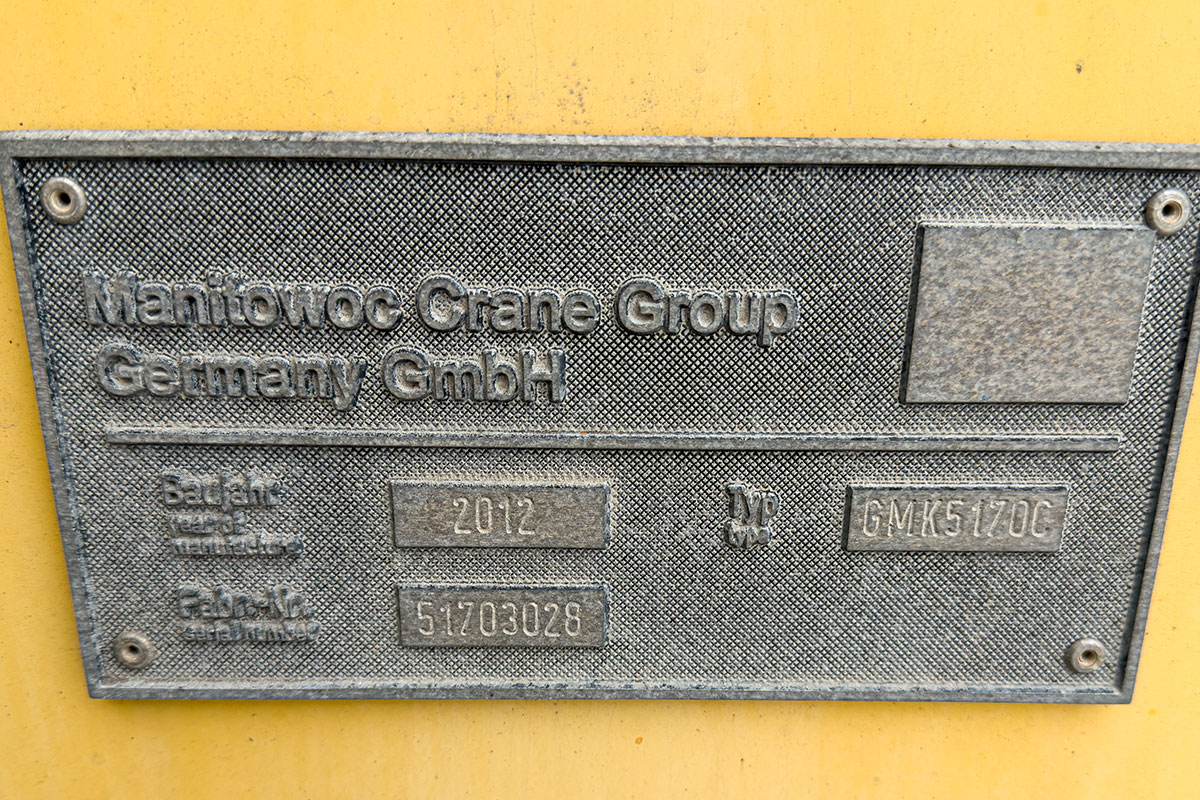 Manitowoc Crane Group
Germany GmbH
Baujahr
year of
manufacture
2012
Typ
type
GMK5170C
Fabr.-Nr.
serial number
51703028